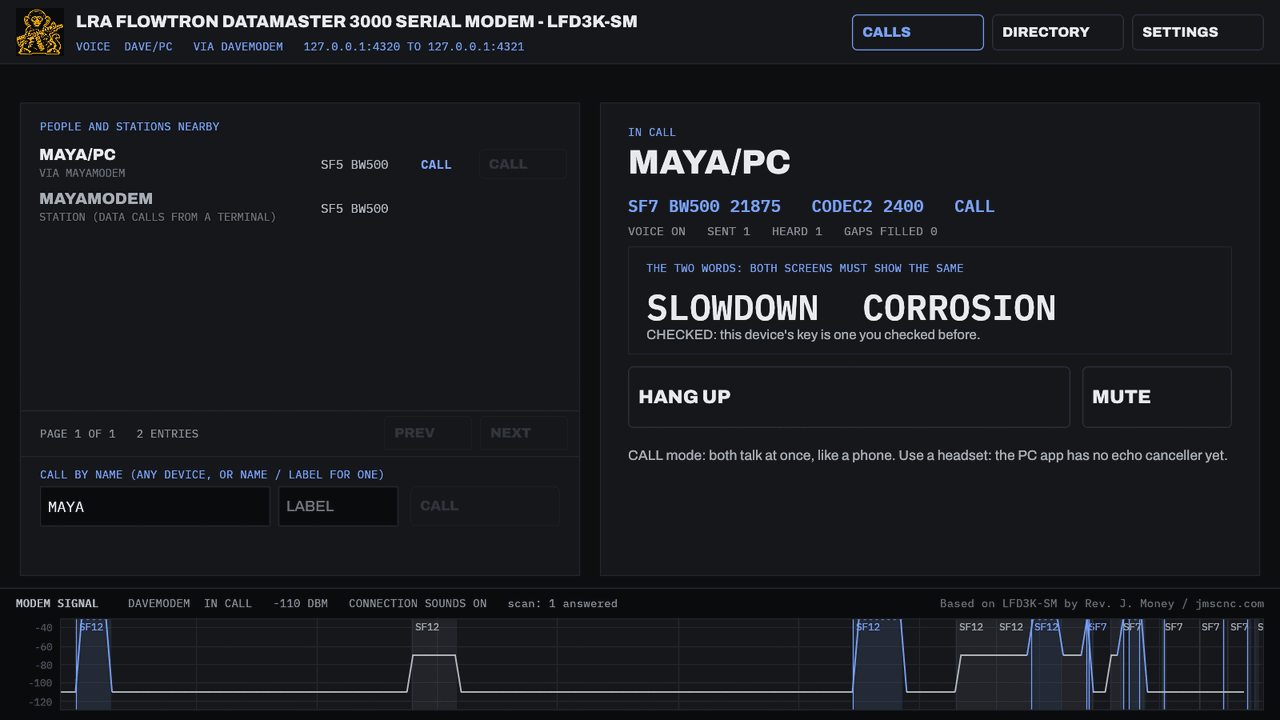 LRA FLOWTRON DATAMASTER 3000 SERIAL MODEM - LFD3K-SM
VOICE DAVE/PC VIA DAVEMODEM 127.0.0.1:4320 TO 127.0.0.1:4321
CALLS DIRECTORY SETTINGS
PEOPLE AND STATIONS NEARBY
MAYA/PC
VIA MAYAMODEM
SF5 BW500 CALL CALL
MAYAMODEM
STATION (DATA CALLS FROM A TERMINAL)
SF5 BW500
PAGE 1 OF 1 2 ENTRIES PREV NEXT
CALL BY NAME (ANY DEVICE, OR NAME / LABEL FOR ONE)
MAYA LABEL CALL
IN CALL
MAYA/PC
SF7 BW500 21875 CODEC2 2400 CALL
VOICE ON SENT 1 HEARD 1 GAPS FILLED 0
THE TWO WORDS: BOTH SCREENS MUST SHOW THE SAME
SLOWDOWN CORROSION
CHECKED: this device's key is one you checked before.
HANG UP MUTE
CALL mode: both talk at once, like a phone. Use a headset: the PC app has no echo canceller yet.
MODEM SIGNAL DAVEMODEM IN CALL -110 DBM CONNECTION SOUNDS ON scan: 1 answered Based on LFD3K-SM by Rev. J. Money / jmscnc.com
-40
-60
-80
-100
-120
SF12 SF12 SF12 SF12 SF12 SF12 SF7 SF7 SF7 SF7 SF7 S